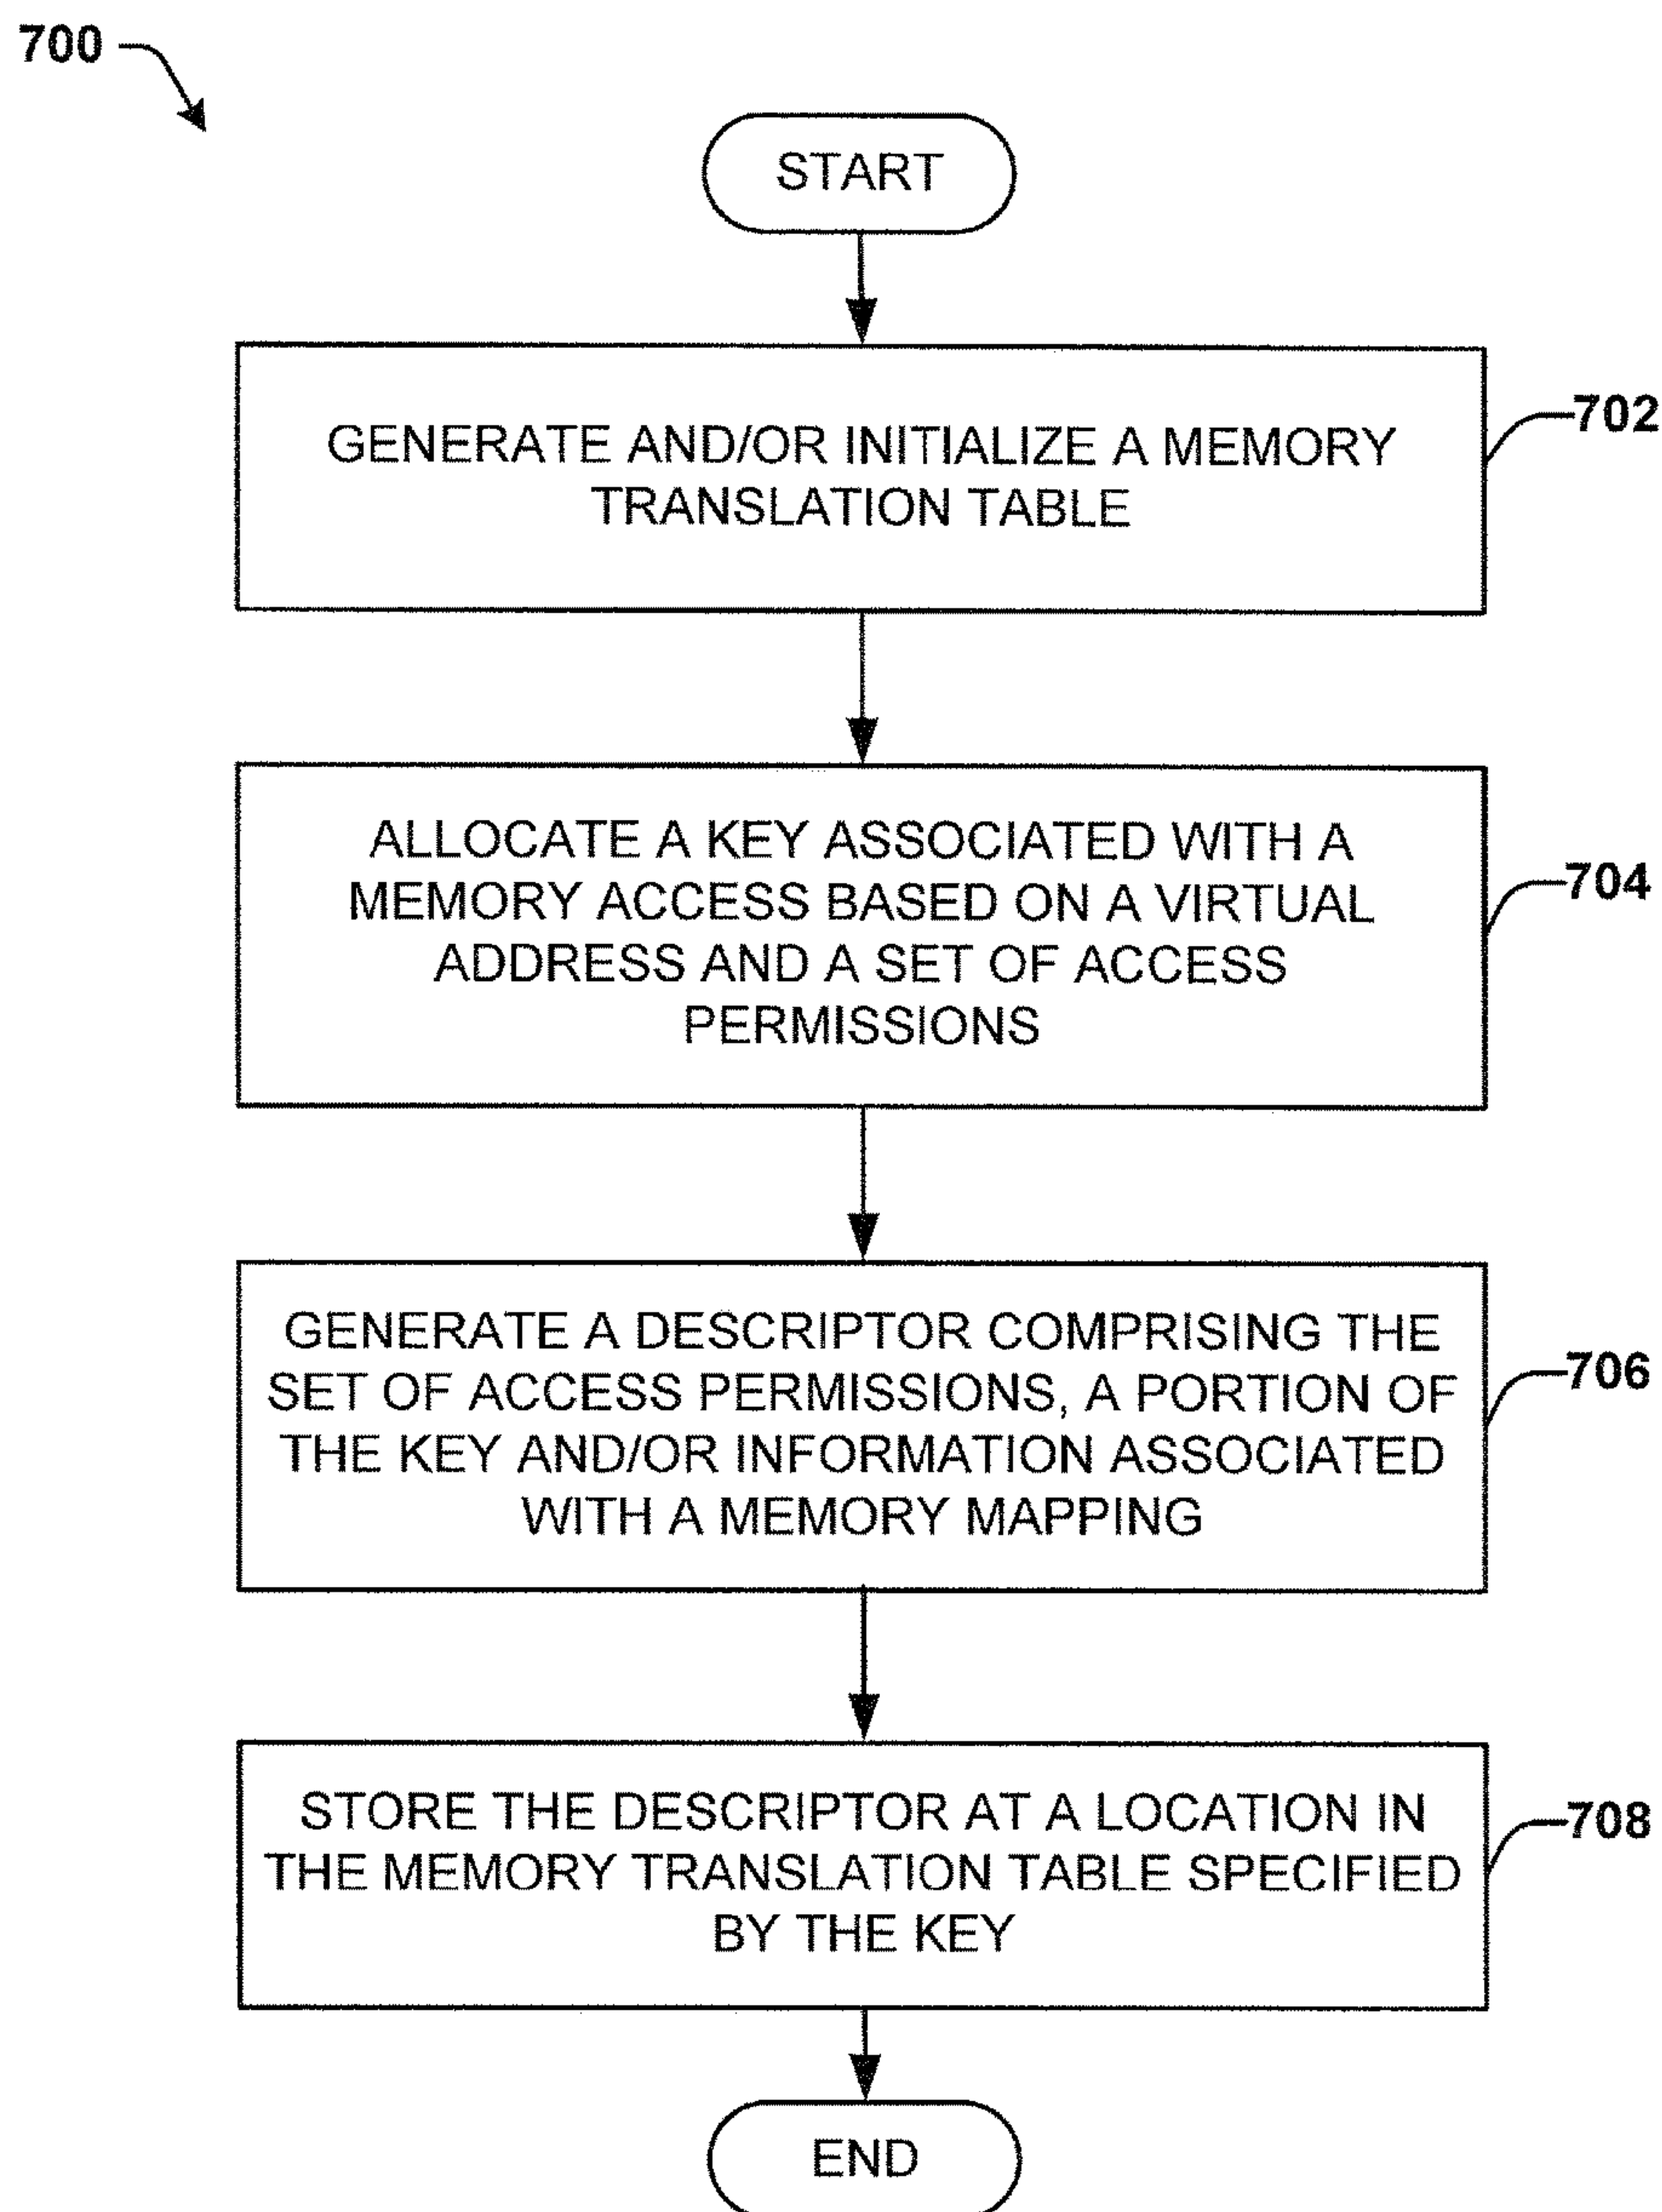 700
START
GENERATE AND/OR INITIALIZE A MEMORY
TRANSLATION TABLE
702
ALLOCATE A KEY ASSOCIATED WITH A
MEMORY ACCESS BASED ON A VIRTUAL
ADDRESS AND A SET OF ACCESS
PERMISSIONS
704
GENERATE A DESCRIPTOR COMPRISING THE
SET OF ACCESS PERMISSIONS, A PORTION OF
THE KEY AND/OR INFORMATION ASSOCIATED
WITH A MEMORY MAPPING
706
STORE THE DESCRIPTOR AT A LOCATION IN
THE MEMORY TRANSLATION TABLE SPECIFIED
BY THE KEY
708
END